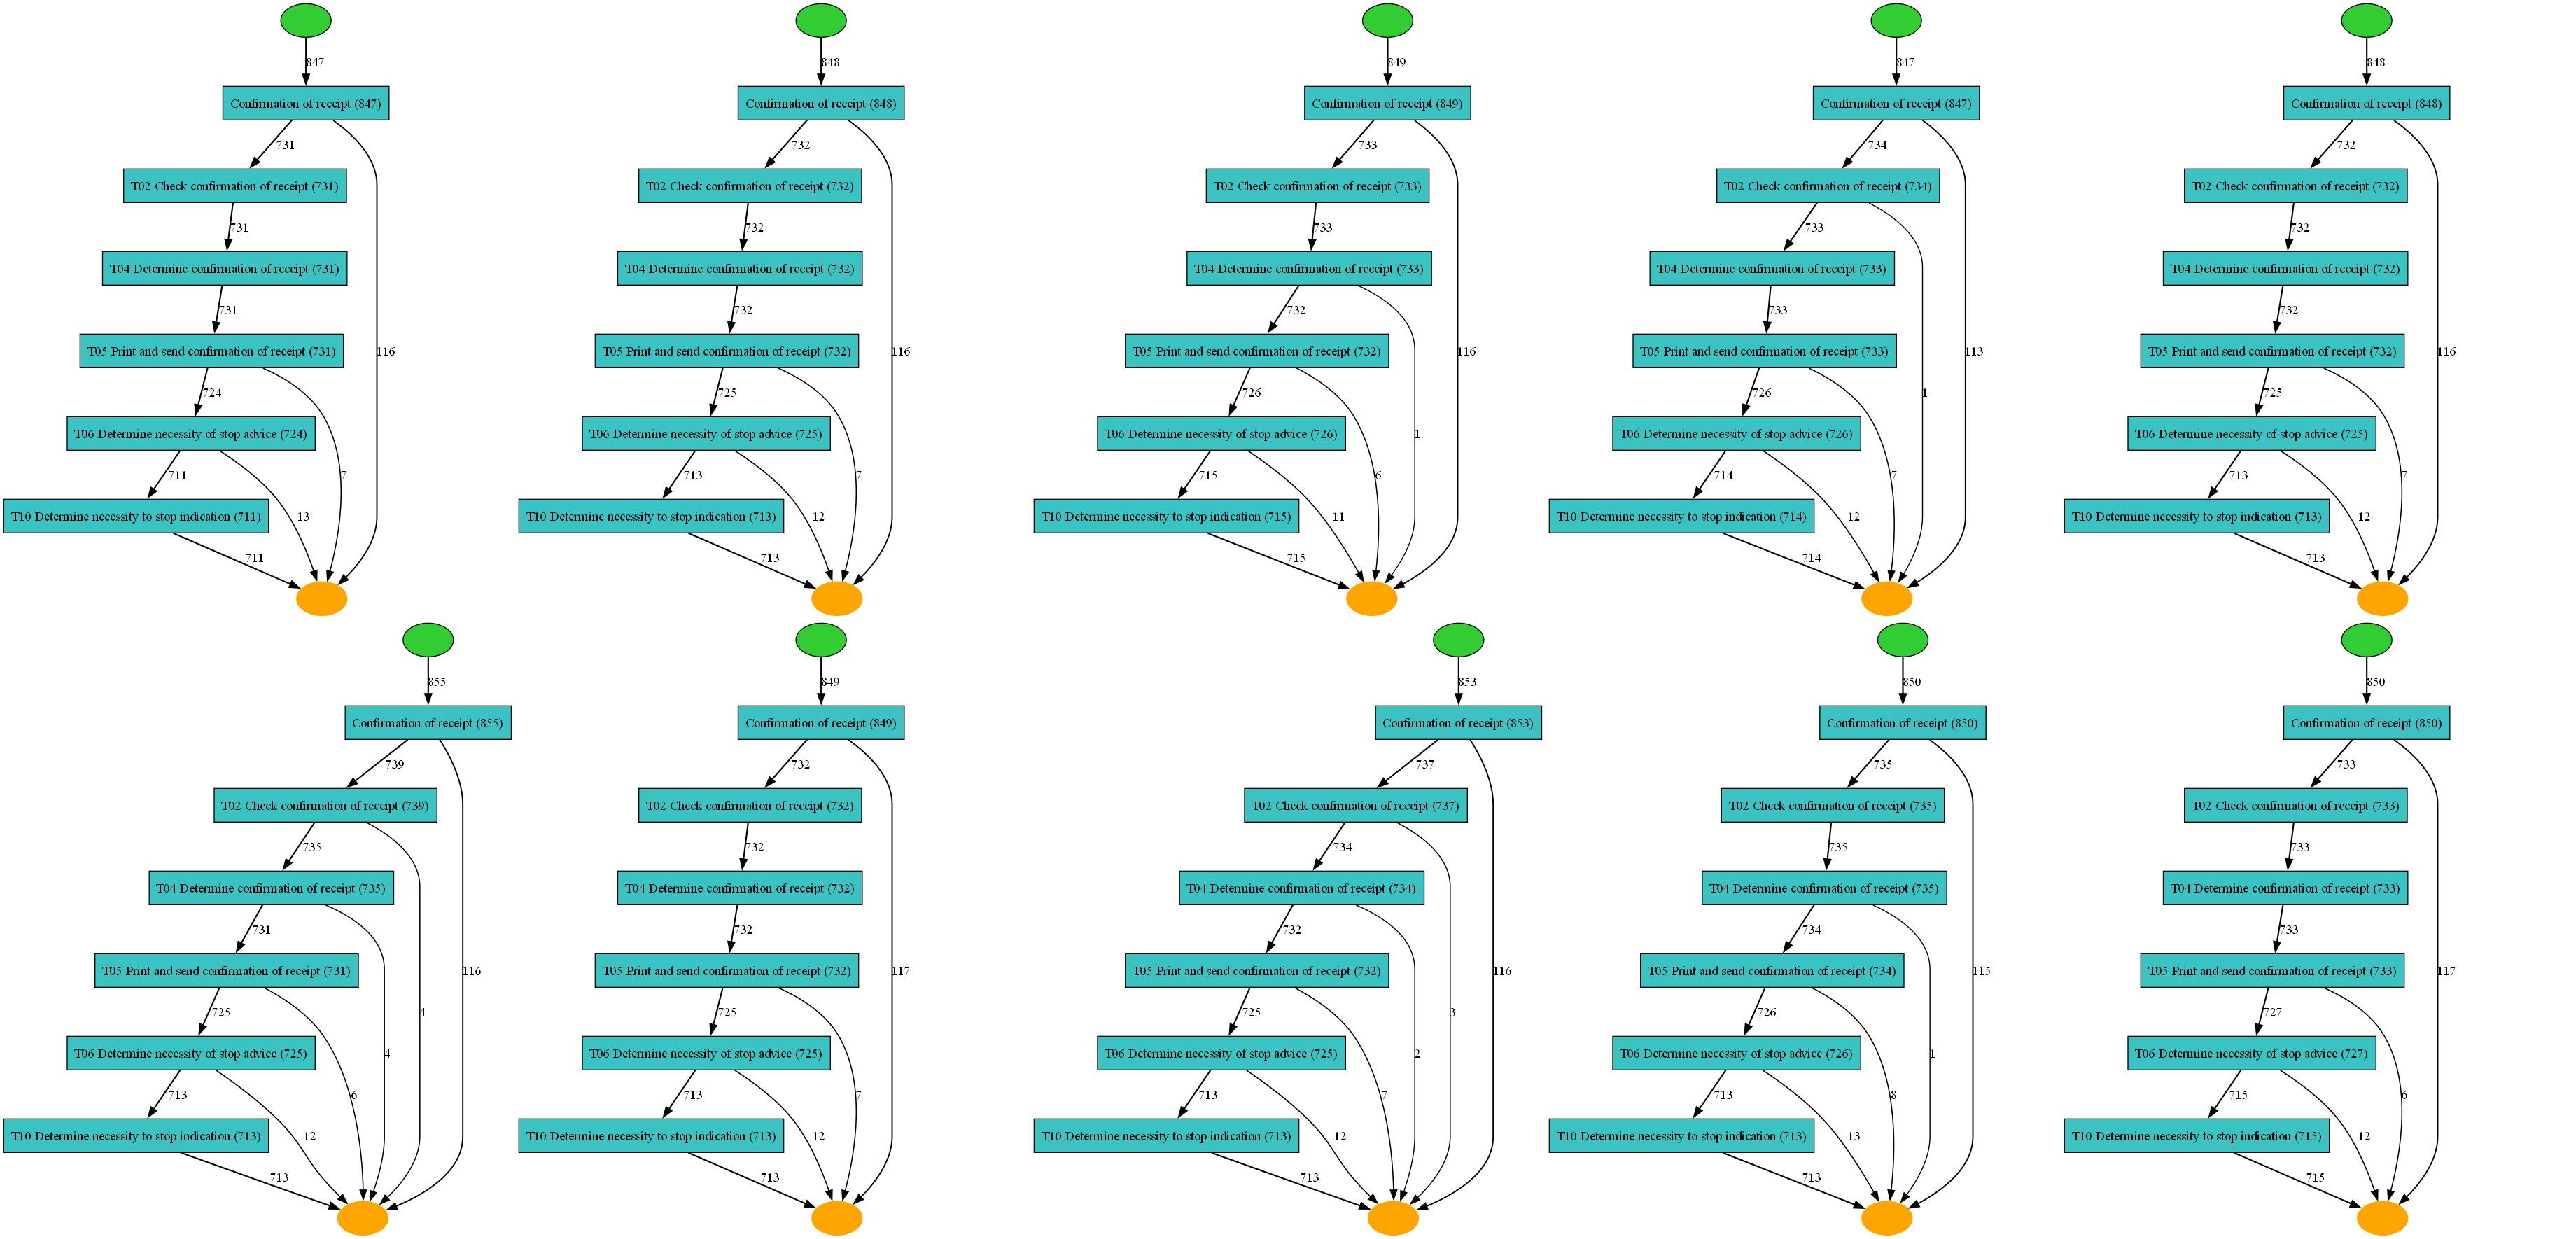 847
Confirmation of receipt (847)
731
T02 Check confirmation of receipt (731)
731
T04 Determine confirmation of receipt (731)
731
T05 Print and send confirmation of receipt (731)
116
724
T06 Determine necessity of stop advice (724)
711
7
T10 Determine necessity to stop indication (711)
13
711
848
Confirmation of receipt (848)
732
T02 Check confirmation of receipt (732)
732
T04 Determine confirmation of receipt (732)
732
T05 Print and send confirmation of receipt (732)
116
725
T06 Determine necessity of stop advice (725)
713
7
T10 Determine necessity to stop indication (713)
12
713
849
Confirmation of receipt (849)
733
T02 Check confirmation of receipt (733)
733
T04 Determine confirmation of receipt (733)
732
T05 Print and send confirmation of receipt (732)
116
726
T06 Determine necessity of stop advice (726)
1
715
6
T10 Determine necessity to stop indication (715)
11
715
847
Confirmation of receipt (847)
734
T02 Check confirmation of receipt (734)
733
T04 Determine confirmation of receipt (733)
733
T05 Print and send confirmation of receipt (733)
113
726
1
T06 Determine necessity of stop advice (726)
714
7
T10 Determine necessity to stop indication (714)
12
714
848
Confirmation of receipt (848)
732
T02 Check confirmation of receipt (732)
732
T04 Determine confirmation of receipt (732)
732
T05 Print and send confirmation of receipt (732)
116
725
T06 Determine necessity of stop advice (725)
713
7
T10 Determine necessity to stop indication (713)
12
713
855
Confirmation of receipt (855)
739
T02 Check confirmation of receipt (739)
735
T04 Determine confirmation of receipt (735)
731
T05 Print and send confirmation of receipt (731)
116
725
4
T06 Determine necessity of stop advice (725)
4
713
6
T10 Determine necessity to stop indication (713)
12
713
849
Confirmation of receipt (849)
732
T02 Check confirmation of receipt (732)
732
T04 Determine confirmation of receipt (732)
732
T05 Print and send confirmation of receipt (732)
117
725
T06 Determine necessity of stop advice (725)
713
7
T10 Determine necessity to stop indication (713)
12
713
853
Confirmation of receipt (853)
737
T02 Check confirmation of receipt (737)
734
T04 Determine confirmation of receipt (734)
732
T05 Print and send confirmation of receipt (732)
116
725
3
T06 Determine necessity of stop advice (725)
2
713
7
T10 Determine necessity to stop indication (713)
12
713
850
Confirmation of receipt (850)
735
T02 Check confirmation of receipt (735)
735
T04 Determine confirmation of receipt (735)
734
T05 Print and send confirmation of receipt (734)
115
726
T06 Determine necessity of stop advice (726)
1
713
8
T10 Determine necessity to stop indication (713)
13
713
850
Confirmation of receipt (850)
733
T02 Check confirmation of receipt (733)
733
T04 Determine confirmation of receipt (733)
733
T05 Print and send confirmation of receipt (733)
117
727
T06 Determine necessity of stop advice (727)
715
6
T10 Determine necessity to stop indication (715)
12
715